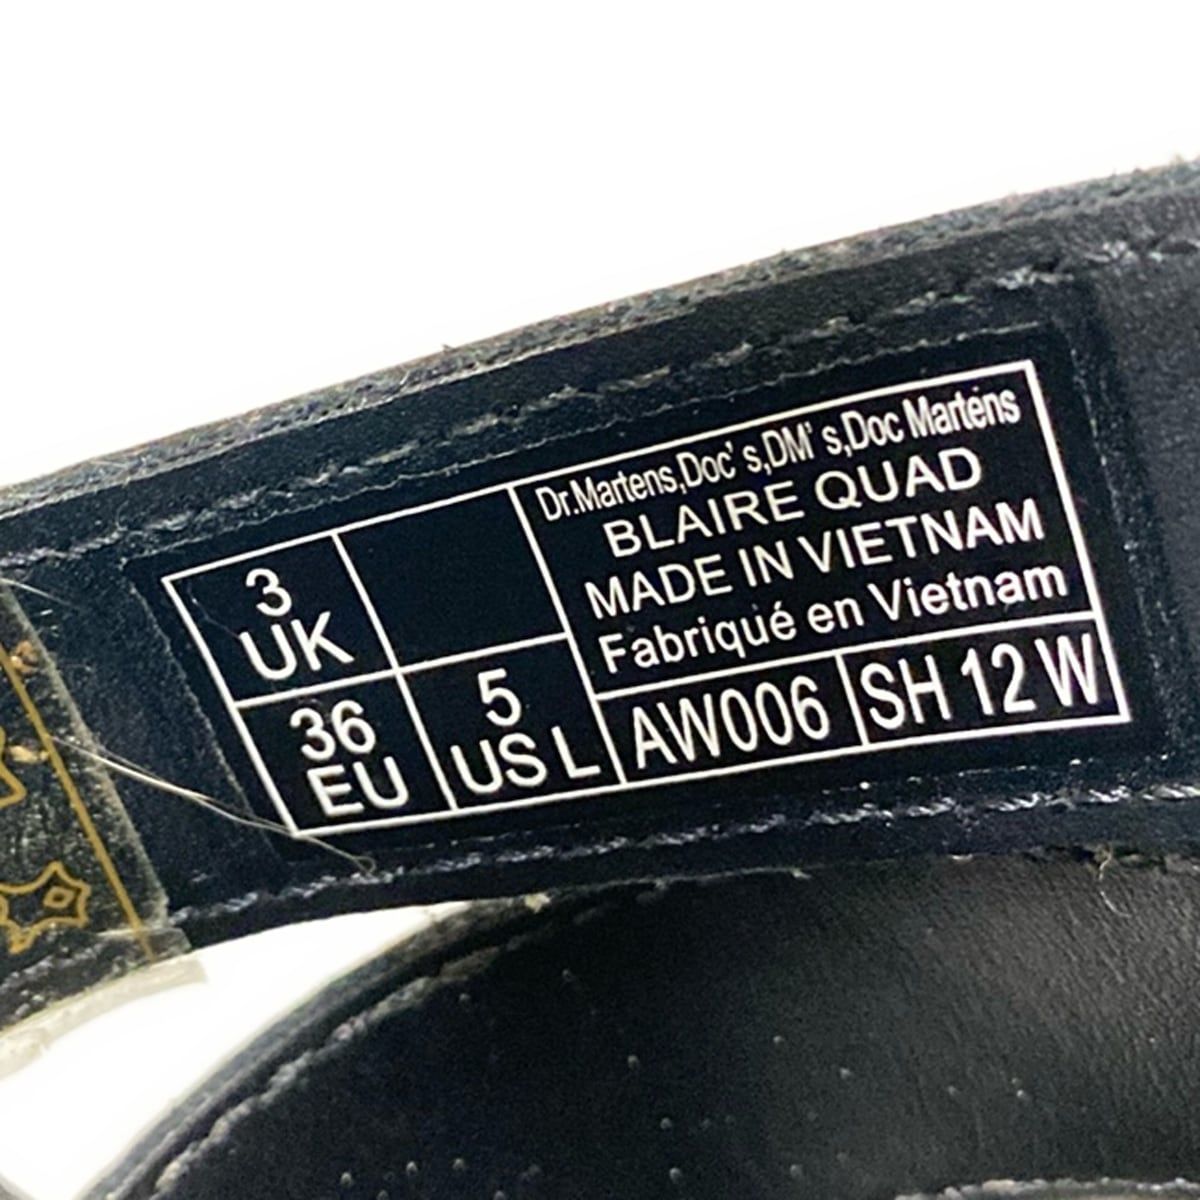 3
UK
36
EU
5
US L
Dr.Martens,Doc's,DM's,Doc Martens
BLAIRE QUAD
MADE IN VIETNAM
Fabriqué en Vietnam
AW006
SH 12 W